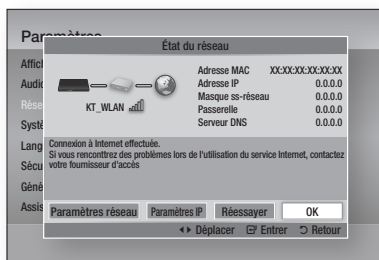 Paramètres
État du réseau
Affich
Audio
Résea
Systè
Lang
Sécu
Géné
Assis
KT_WLAN
Adresse MAC XX:XX:XX:XX:XX:XX
Adresse IP 0.0.0.0
Masque ss-réseau 0.0.0.0
Passerelle 0.0.0.0
Serveur DNS 0.0.0.0
Connexion à Internet effectuée.
Si vous renconttrez des problèmes lors de l'utilisation du service Internet, contactez
votre fournisseur d'accès
Paramètres réseau Paramètres IP Réessayer OK
Déplacer Entrer Retour